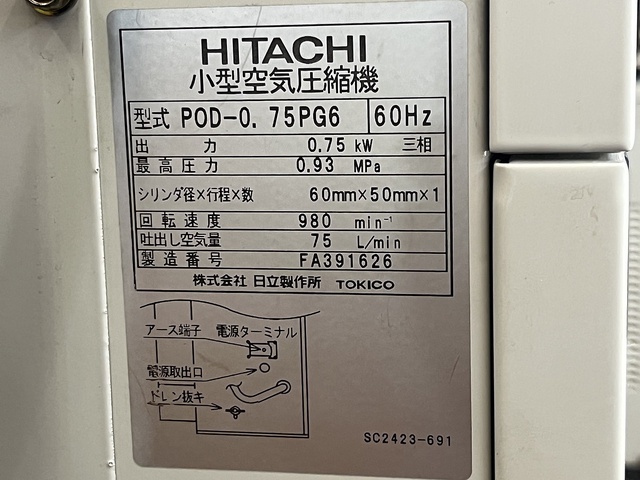 HITACHI
小型空気圧縮機
型式 POD-0.75PG6 60Hz
出力 0.75 kW 三相
最高圧力 0.93 MPa
シリンダ径×行程×数 60mm×50mm×1
回転速度 980 min⁻¹
吐出し空気量 75 L/min
製造番号 FA391626
株式会社 日立製作所 TOKICO
アース端子 電源ターミナル
電源取出口
ドレン抜キ
SC2423-691